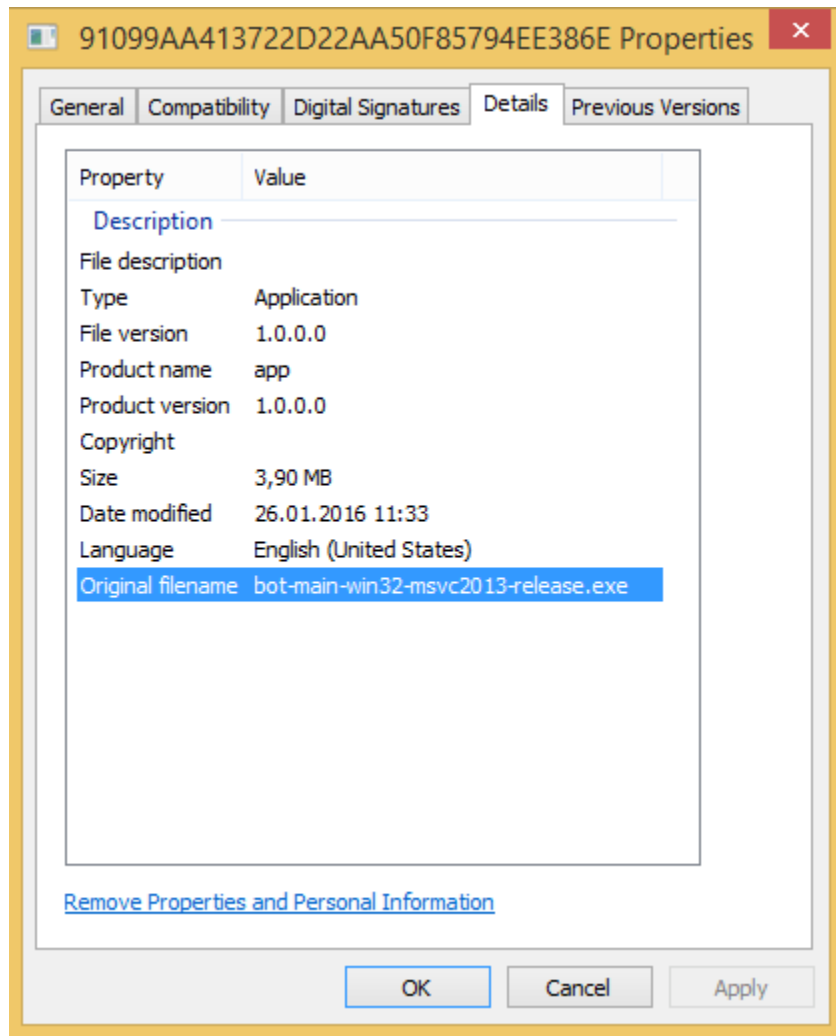 91099AA413722D22AA50F85794EE386E Properties
General Compatibility Digital Signatures Details Previous Versions
Property Value
Description
File description
Type Application
File version 1.0.0.0
Product name app
Product version 1.0.0.0
Copyright
Size 3,90 MB
Date modified 26.01.2016 11:33
Language English (United States)
Original filename bot-main-win32-msvc2013-release.exe
Remove Properties and Personal Information
OK Cancel Apply